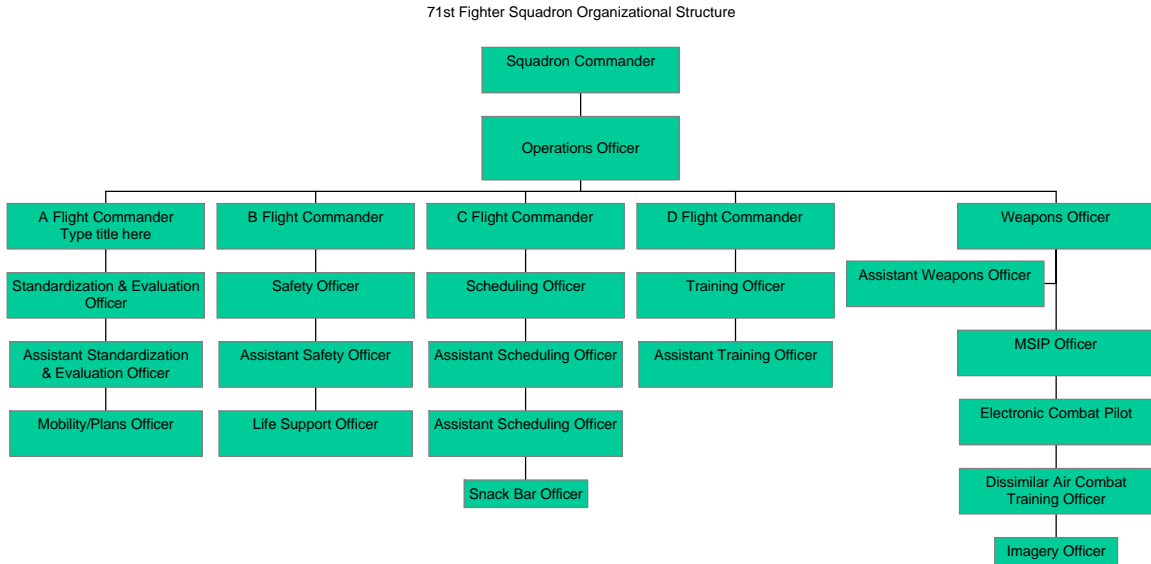 71st Fighter Squadron Organizational Structure
Squadron Commander
Operations Officer
A Flight Commander
Type title here
B Flight Commander
C Flight Commander
D Flight Commander
Weapons Officer
Standardization & Evaluation
Officer
Safety Officer
Scheduling Officer
Training Officer
Assistant Weapons Officer
Assistant Standardization
& Evaluation Officer
Assistant Safety Officer
Assistant Scheduling Officer
Assistant Training Officer
MSIP Officer
Mobility/Plans Officer
Life Support Officer
Assistant Scheduling Officer
Electronic Combat Pilot
Snack Bar Officer
Dissimilar Air Combat
Training Officer
Imagery Officer